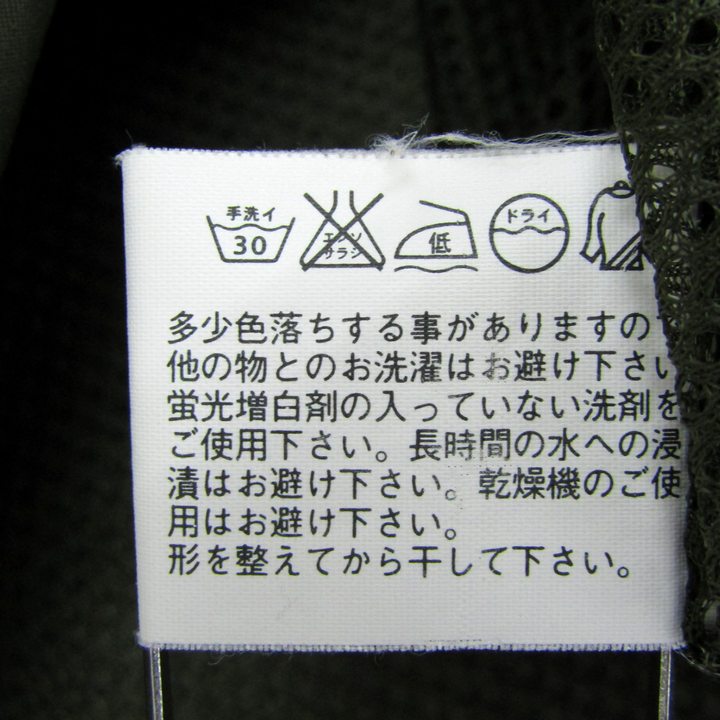 手洗イ
30
エンソ
サラシ
低
ドライ
多少色落ちする事がありますので
他の物とのお洗濯はお避け下さい
蛍光増白剤の入っていない洗剤を
ご使用下さい。長時間の水への浸
漬はお避け下さい。乾燥機のご使
用はお避け下さい。
形を整えてから干して下さい。